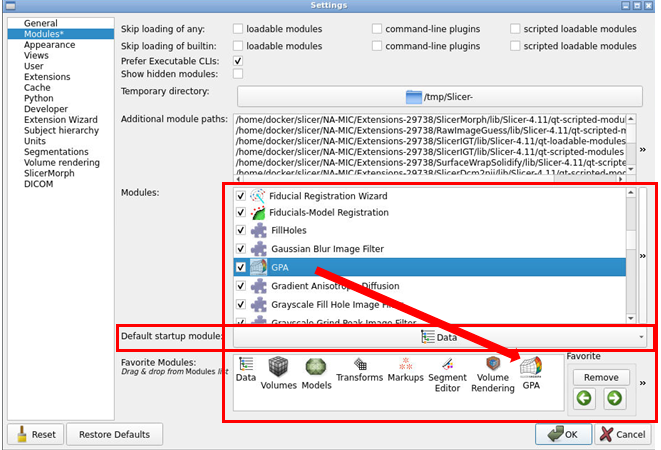 Settings
General
Modules*
Appearance
Views
User
Extensions
Cache
Python
Developer
Extension Wizard
Subject hierarchy
Units
Segmentations
Volume rendering
SlicerMorph
DICOM
Skip loading of any: loadable modules command-line plugins scripted loadable modules
Skip loading of builtin: loadable modules command-line plugins scripted loadable modules
Prefer Executable CLIs:
Show hidden modules:
Temporary directory: /tmp/Slicer-
Additional module paths: /home/docker/slicer/NA-MIC/Extensions-29738/SlicerMorph/lib/Slicer-4.11/qt-scripted-modul
/home/docker/slicer/NA-MIC/Extensions-29738/RawImageGuess/lib/Slicer-4.11/qt-scripted-m
/home/docker/slicer/NA-MIC/Extensions-29738/SlicerIGT/lib/Slicer-4.11/qt-loadable-modules
/home/docker/slicer/NA-MIC/Extensions-29738/SlicerIGT/lib/Slicer-4.11/qt-scripted-modules
/home/docker/slicer/NA-MIC/Extensions-29738/SurfaceWrapSolidify/lib/Slicer-4.11/qt-scripte
/home/docker/slicer/NA-MIC/Extensions-29738/SlicerDcm2nii/lib/Slicer-4.11/qt-scripted-mod
»
Modules: Fiducial Registration Wizard
Fiducials-Model Registration
FillHoles
Gaussian Blur Image Filter
GPA
Gradient Anisotropic Diffusion
Grayscale Fill Hole Image
Grayscale Grind Peak Image Filter
»
Default startup module: Data
Favorite Modules:
Drag & drop from Modules list
Data Volumes Models Transforms Markups Segment Editor Volume Rendering GPA
Favorite
Remove
»
Reset Restore Defaults OK Cancel